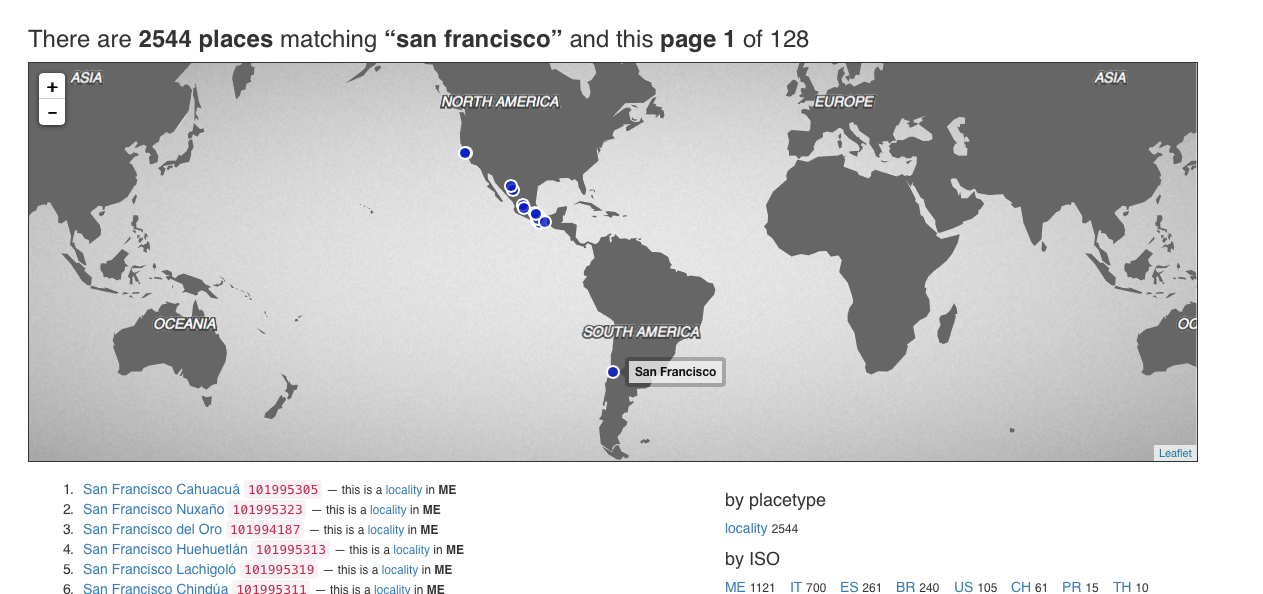 There are 2544 places matching “san francisco” and this page 1 of 128
+
−
ASIA
NORTH AMERICA
EUROPE
ASIA
OCEANIA
SOUTH AMERICA
OC
San Francisco
Leaflet
1. San Francisco Cahuacuá 101995305 — this is a locality in ME
2. San Francisco Nuxaño 101995323 — this is a locality in ME
3. San Francisco del Oro 101994187 — this is a locality in ME
4. San Francisco Huehuetlán 101995313 — this is a locality in ME
5. San Francisco Lachigoló 101995319 — this is a locality in ME
6. San Francisco Chindúa 101995311 — this is a locality in ME
by placetype
locality 2544
by ISO
ME 1121 IT 700 ES 261 BR 240 US 105 CH 61 PR 15 TH 10